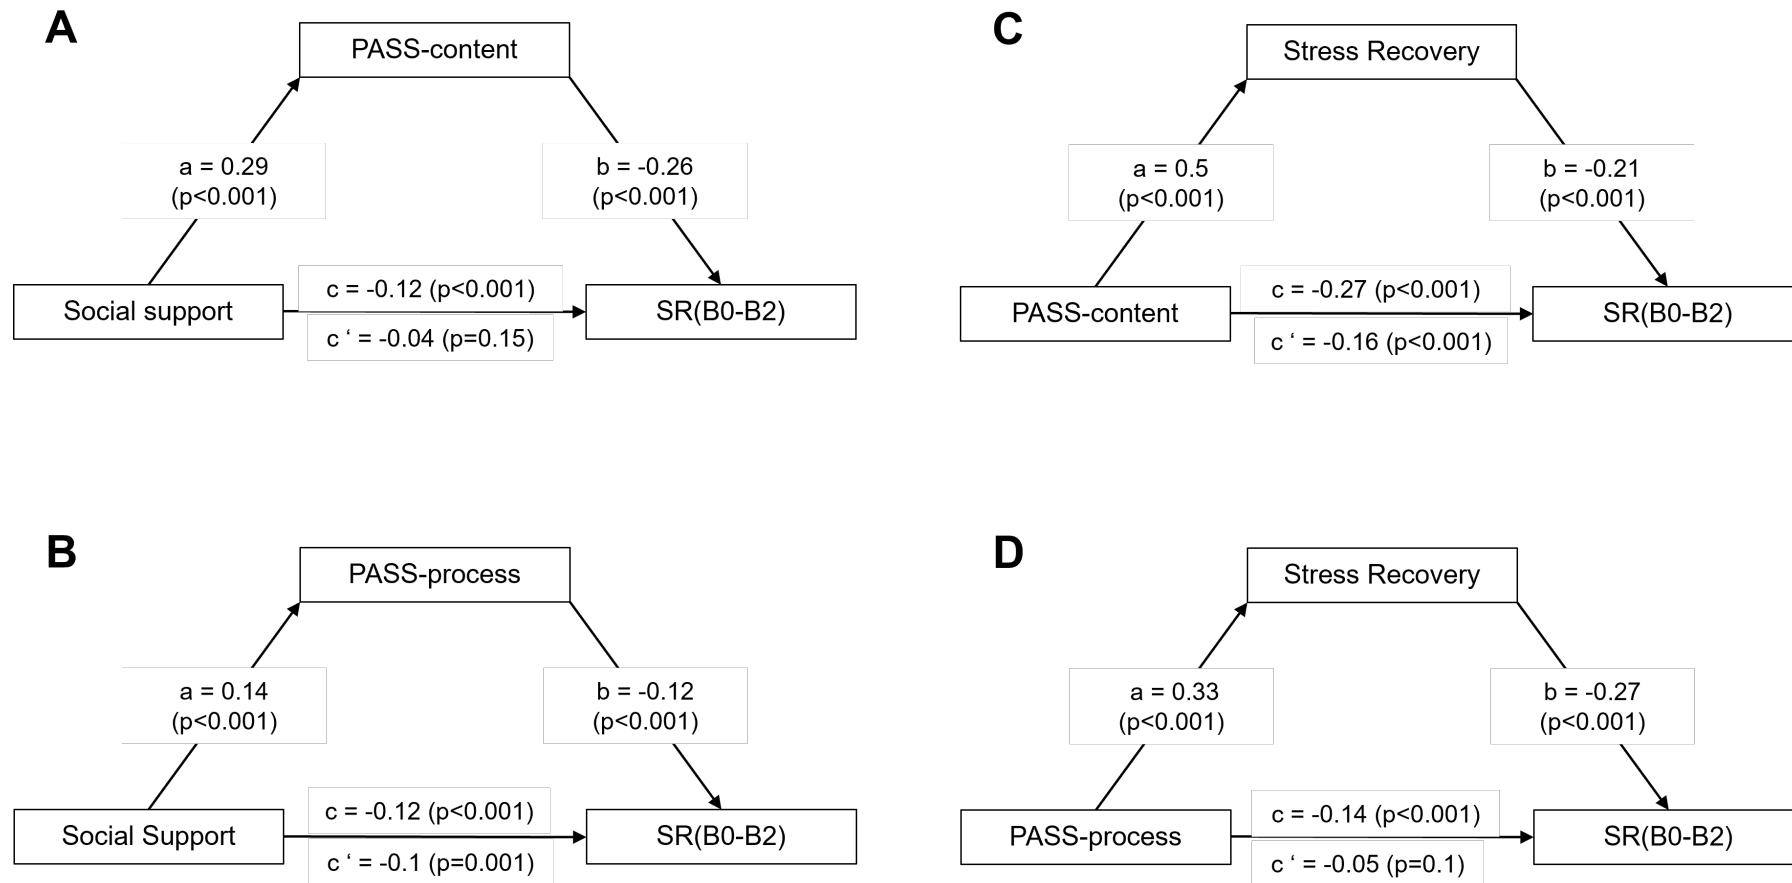 A
PASS-content
a = 0.29
(p<0.001)
b = -0.26
(p<0.001)
Social support
c = -0.12 (p<0.001)
c ‘ = -0.04 (p=0.15)
SR(B0-B2)
C
Stress Recovery
a = 0.5
(p<0.001)
b = -0.21
(p<0.001)
PASS-content
c = -0.27 (p<0.001)
c ‘ = -0.16 (p<0.001)
SR(B0-B2)
B
PASS-process
a = 0.14
(p<0.001)
b = -0.12
(p<0.001)
Social Support
c = -0.12 (p<0.001)
c ‘ = -0.1 (p=0.001)
SR(B0-B2)
D
Stress Recovery
a = 0.33
(p<0.001)
b = -0.27
(p<0.001)
PASS-process
c = -0.14 (p<0.001)
c ‘ = -0.05 (p=0.1)
SR(B0-B2)